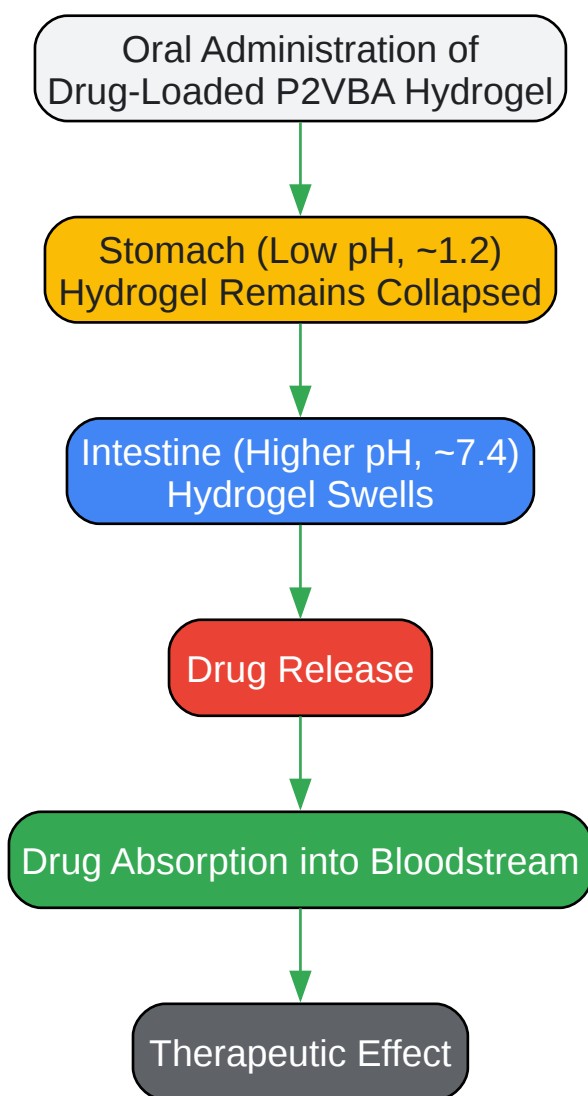 Oral Administration of
Drug-Loaded P2VBA Hydrogel
Stomach (Low pH, ~1.2)
Hydrogel Remains Collapsed
Intestine (Higher pH, ~7.4)
Hydrogel Swells
Drug Release
Drug Absorption into Bloodstream
Therapeutic Effect